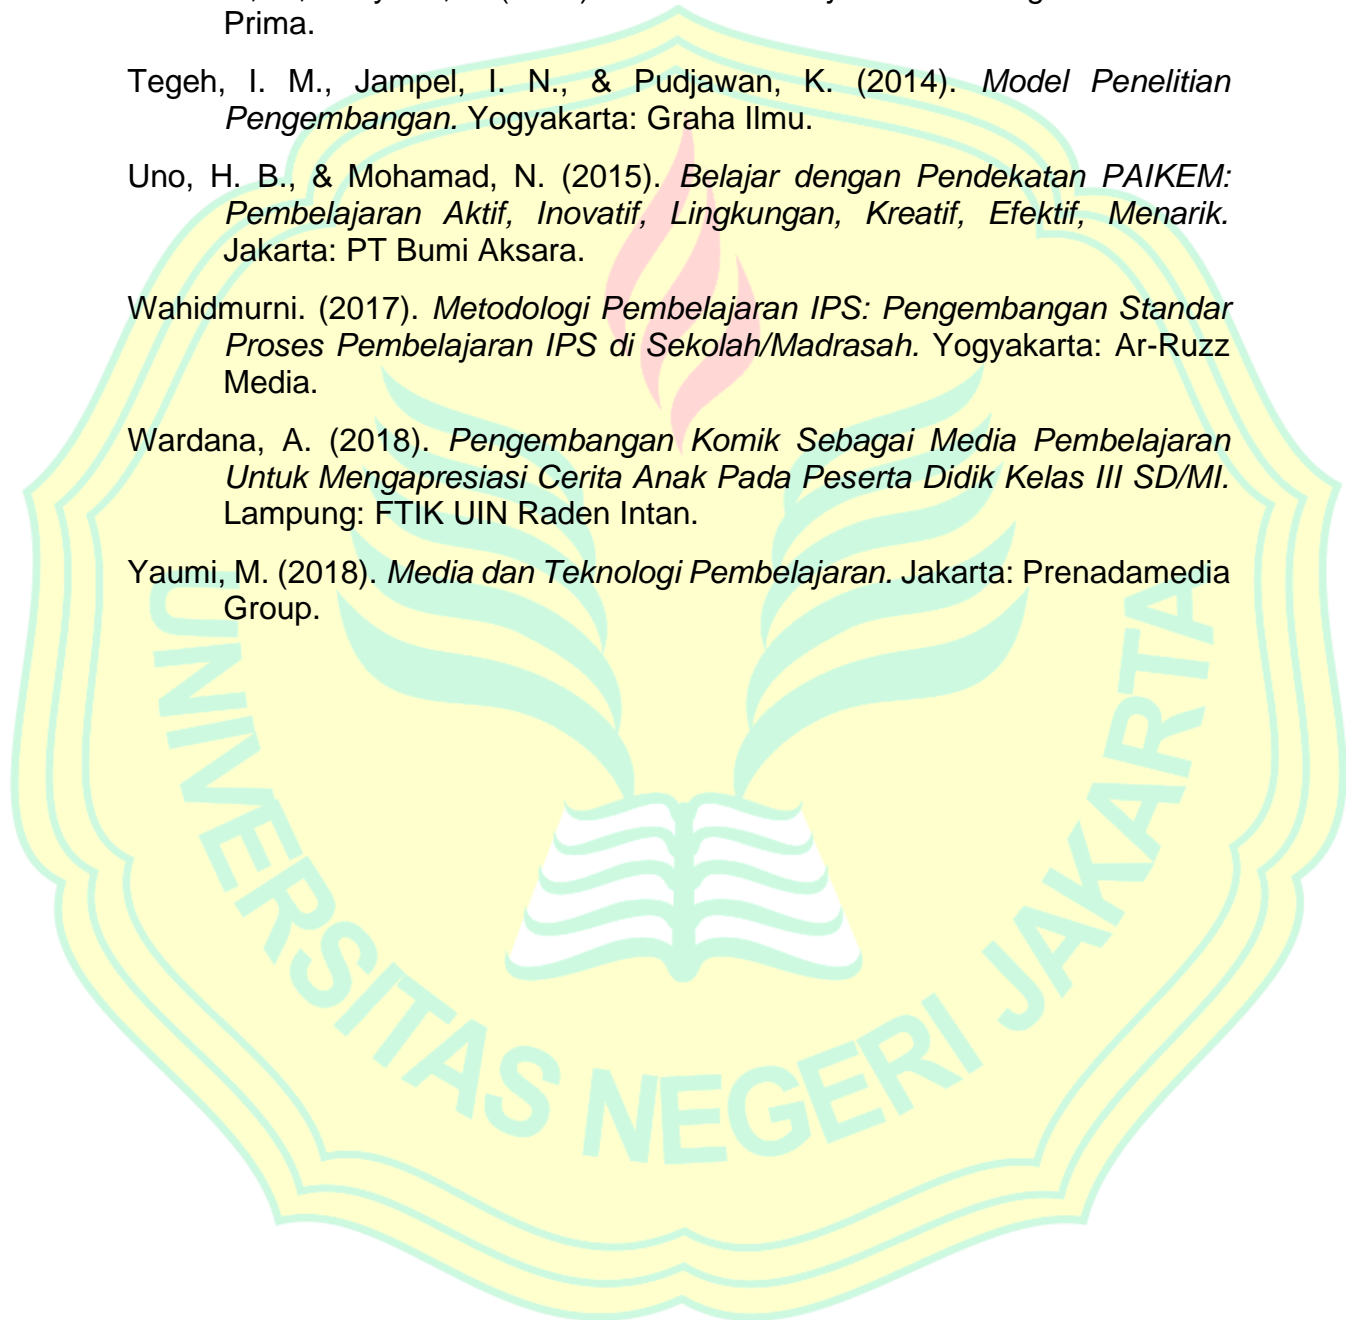 Prima.
Tegeh, I. M., Jampel, I. N., & Pudjawan, K. (2014). Model Penelitian
Pengembangan. Yogyakarta: Graha Ilmu.
Uno, H. B., & Mohamad, N. (2015). Belajar dengan Pendekatan PAIKEM:
Pembelajaran Aktif, Inovatif, Lingkungan, Kreatif, Efektif, Menarik.
Jakarta: PT Bumi Aksara.
Wahidmurni. (2017). Metodologi Pembelajaran IPS: Pengembangan Standar
Proses Pembelajaran IPS di Sekolah/Madrasah. Yogyakarta: Ar-Ruzz
Media.
Wardana, A. (2018). Pengembangan Komik Sebagai Media Pembelajaran
Untuk Mengapresiasi Cerita Anak Pada Peserta Didik Kelas III SD/MI.
Lampung: FTIK UIN Raden Intan.
Yaumi, M. (2018). Media dan Teknologi Pembelajaran. Jakarta: Prenadamedia
Group.
UNIVERSITAS NEGERI JAKARTA